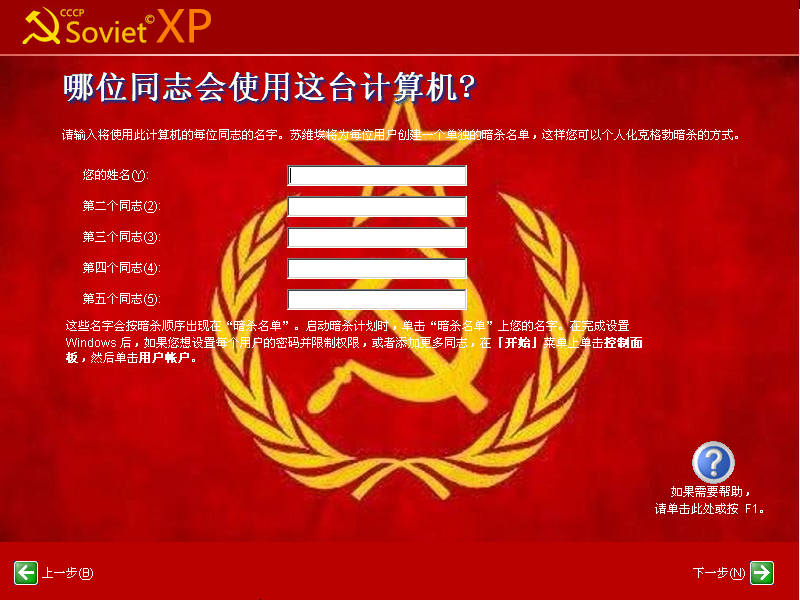 CCCP
Soviet©XP
哪位同志会使用这台计算机?
请输入将使用此计算机的每位同志的名字。苏维埃将为每位用户创建一个单独的暗杀名单，这样您可以个人化克格勃暗杀的方式。
您的姓名(Y):
第二个同志(2):
第三个同志(3):
第四个同志(4):
第五个同志(5):
这些名字会按暗杀顺序出现在“暗杀名单”。启动暗杀计划时，单击“暗杀名单”上您的名字。在完成设置
Windows 后，如果您想设置每个用户的密码并限制权限，或者添加更多同志，在「开始」菜单上单击控制面
板，然后单击用户帐户。
如果需要帮助，
请单击此处或按 F1。
上一步(B)
下一步(N)